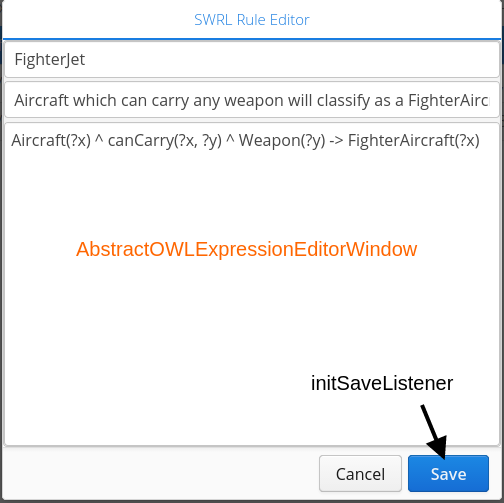 SWRL Rule Editor
FighterJet
Aircraft which can carry any weapon will classify as a FighterAirc
Aircraft(?x) ^ canCarry(?x, ?y) ^ Weapon(?y) -> FighterAircraft(?x)
AbstractOWLExpressionEditorWindow
initSaveListener
Cancel Save